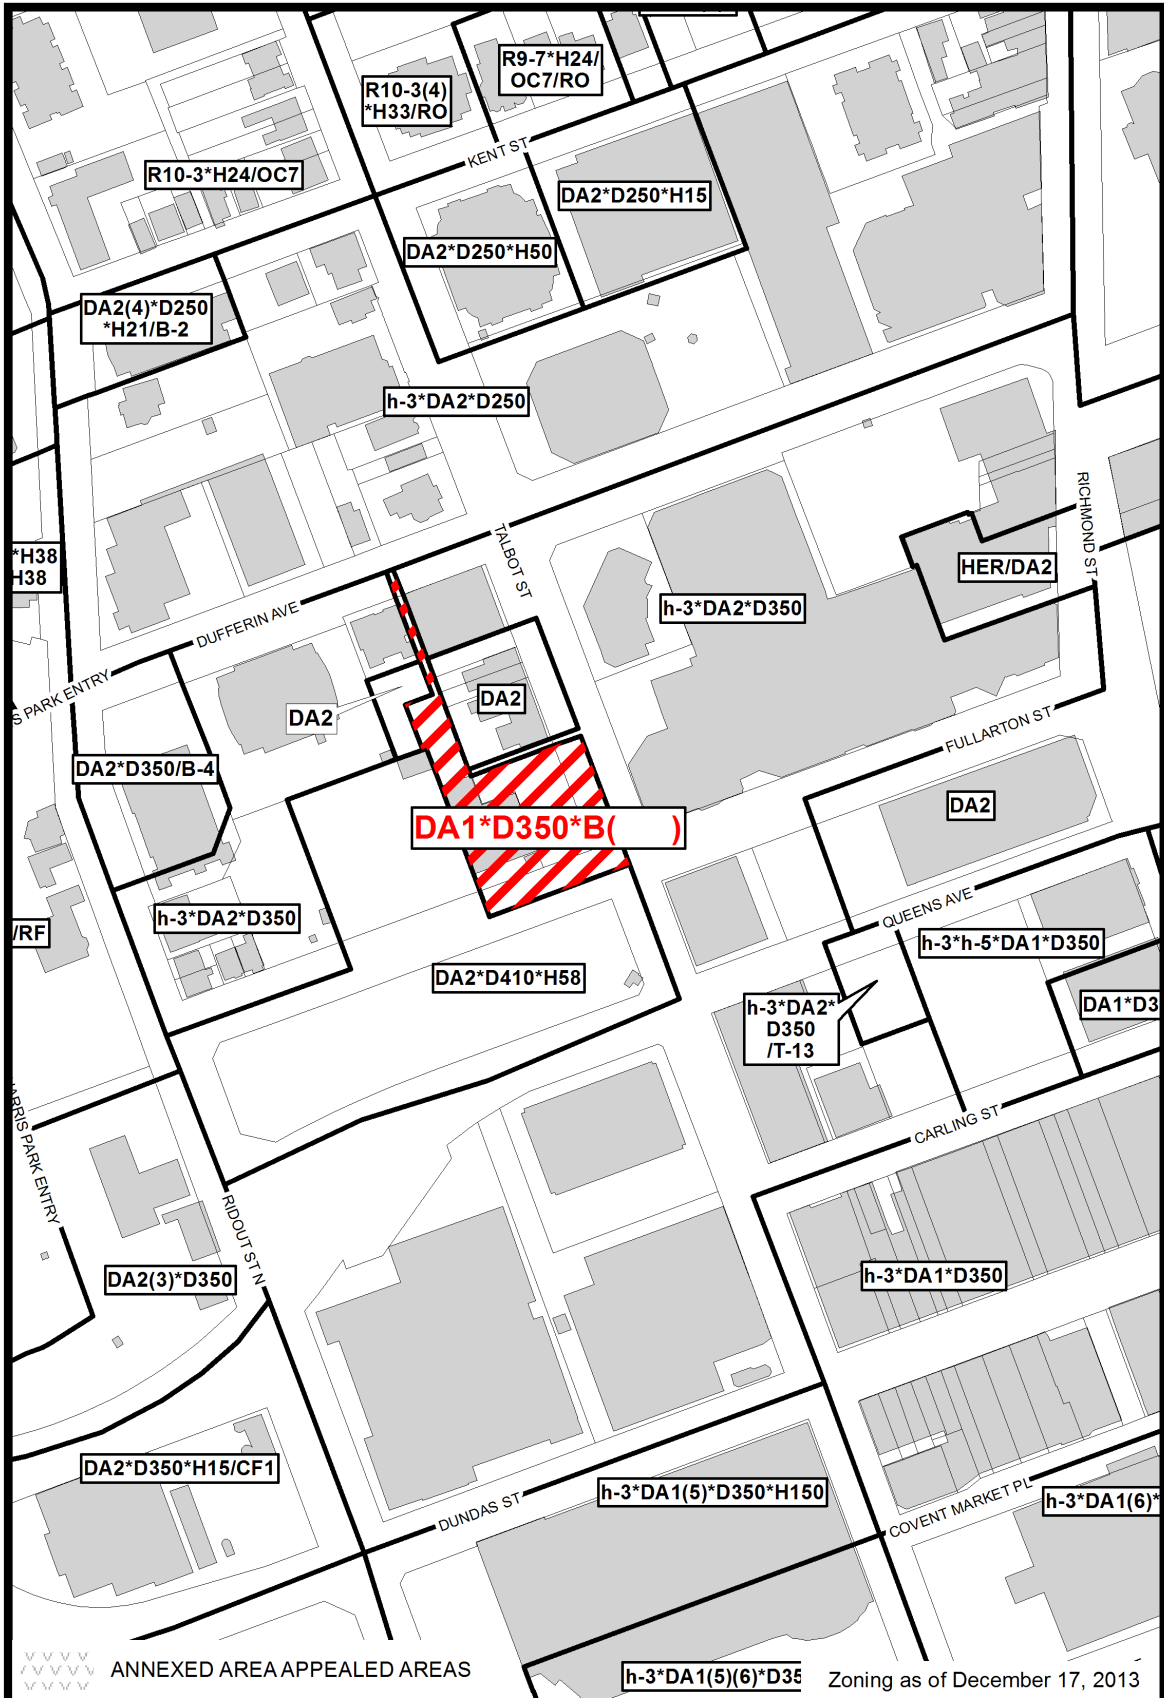 R9-7*H24/
OC7/RO
R10-3(4)
*H33/RO
KENT ST
R10-3*H24/OC7
DA2*D250*H15
DA2*D250*H50
DA2(4)*D250
*H21/B-2
h-3*DA2*D250
RICHMOND ST
TALBOT ST
*H38
H38
HER/DA2
h-3*DA2*D350
DUFFERIN AVE
S PARK ENTRY
DA2
DA2
FULLARTON ST
DA2*D350/B-4
DA2
DA1*D350*B( )
QUEENS AVE
h-3*DA2*D350
/RF
h-3*h-5*DA1*D350
DA2*D410*H58
h-3*DA2*
D350
/T-13
DA1*D3
CARLING ST
ARRIS PARK ENTRY
RIDOUT ST N
DA2(3)*D350
h-3*DA1*D350
DA2*D350*H15/CF1
DUNDAS ST
h-3*DA1(5)*D350*H150
COVENT MARKET PL
h-3*DA1(6)*
ANNEXED AREA APPEALED AREAS
h-3*DA1(5)(6)*D35
Zoning as of December 17, 2013